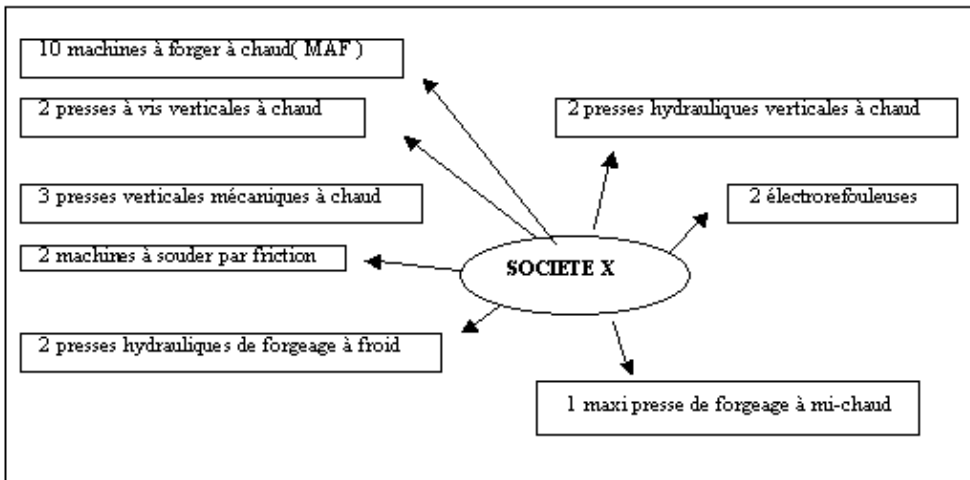 10 machines à forger à chaud( MAF )
2 presses à vis verticales à chaud
2 presses hydrauliques verticales à chaud
3 presses verticales mécaniques à chaud
2 électrorefouleuses
2 machines à souder par friction
SOCIETE X
2 presses hydrauliques de forgeage à froid
1 maxi presse de forgeage à mi-chaud